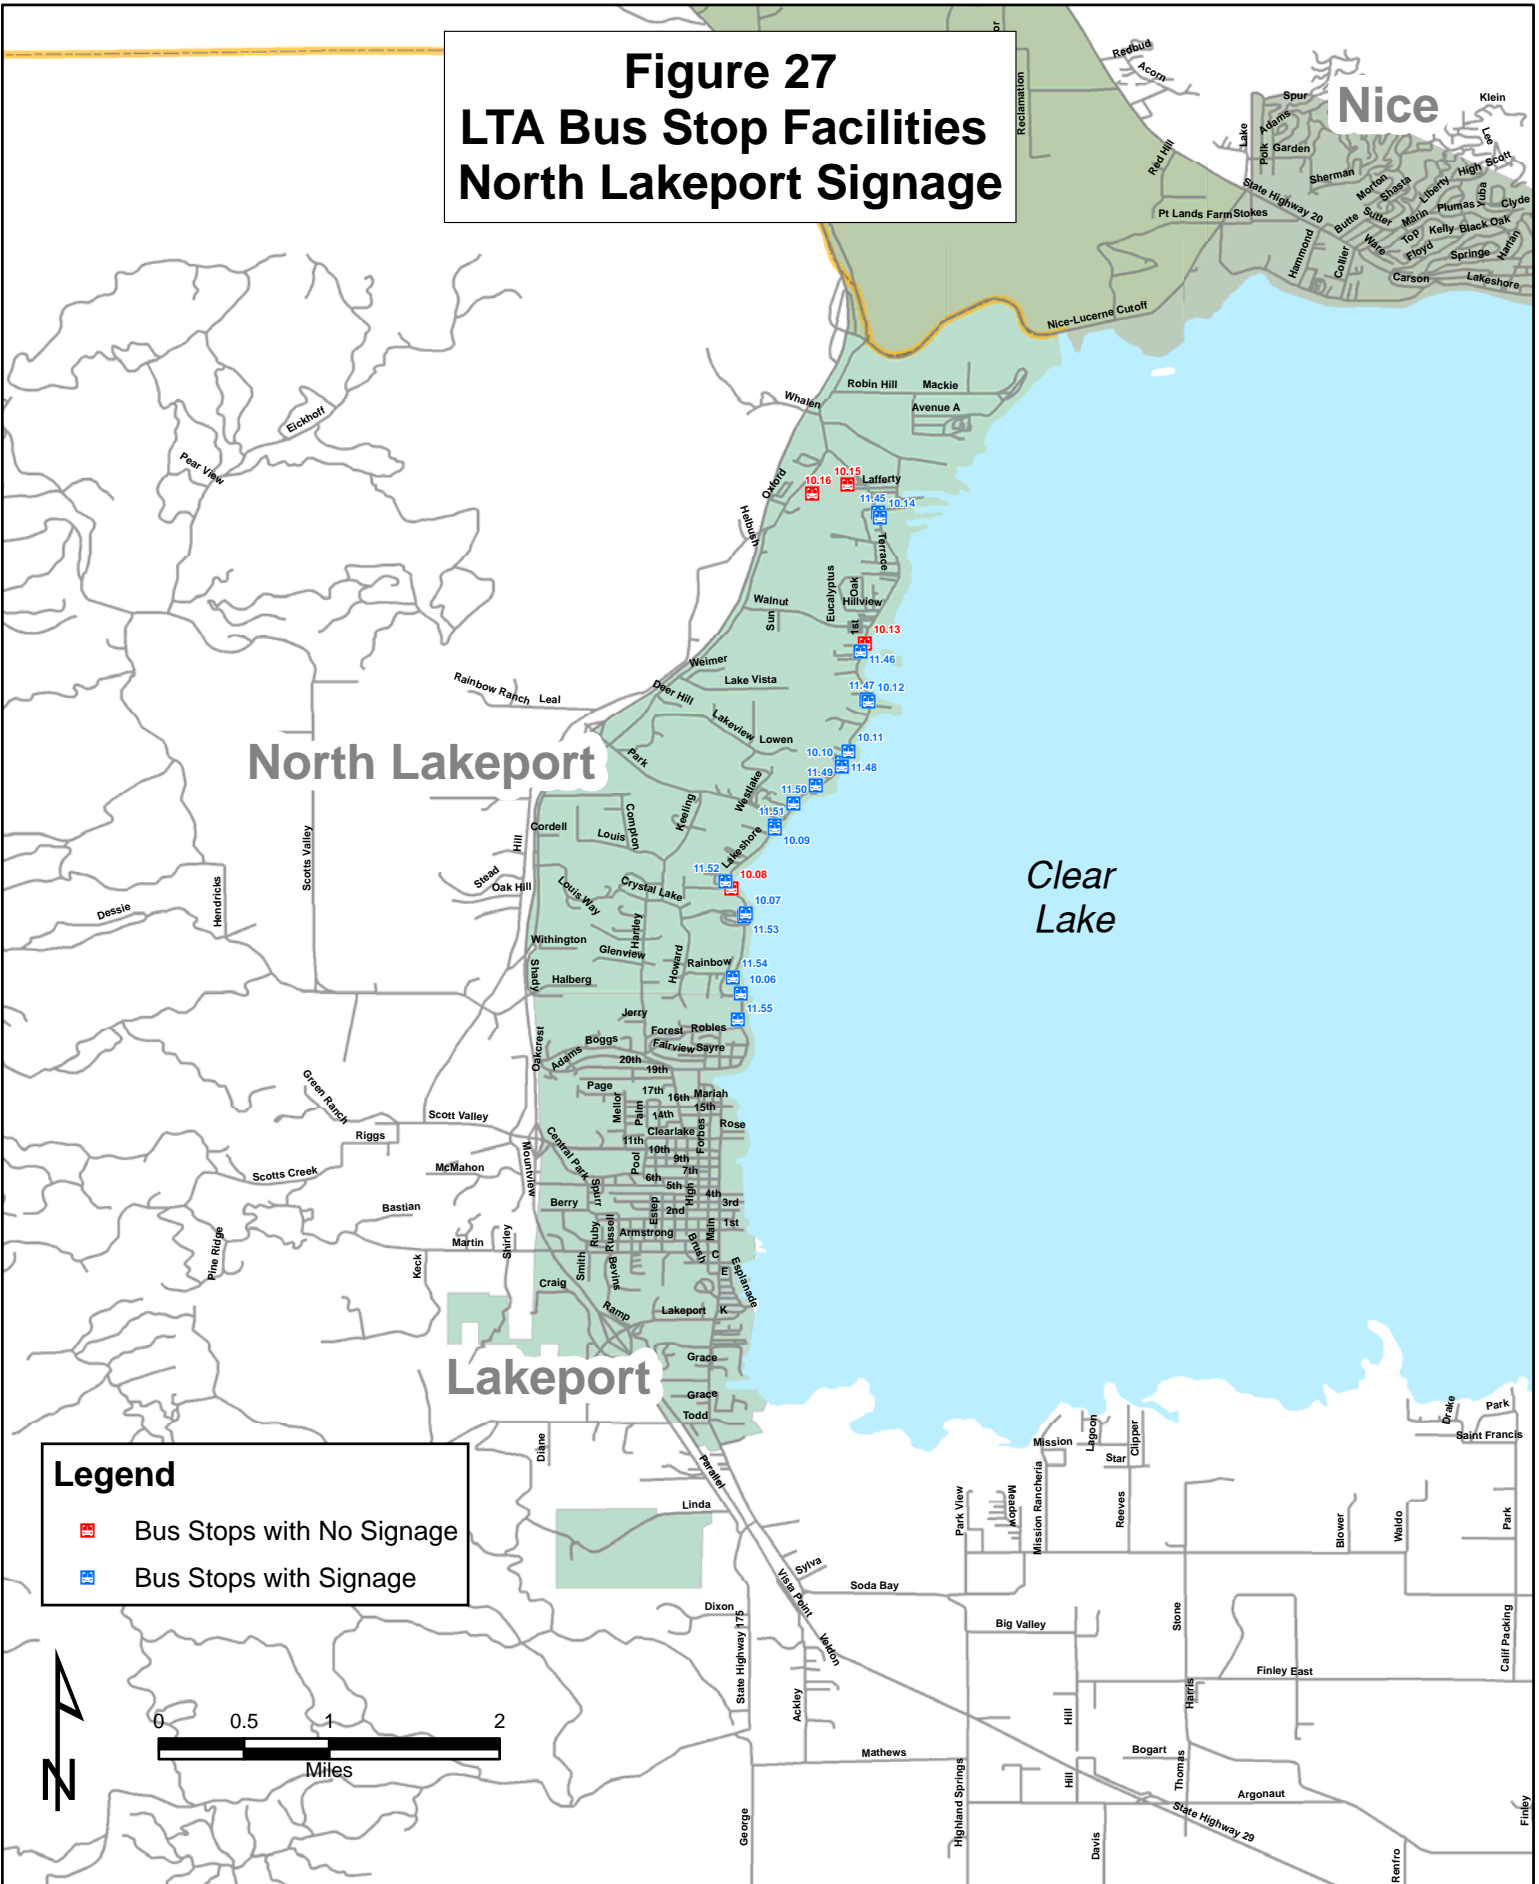 Figure 27
LTA Bus Stop Facilities
North Lakeport Signage
Reclamation
Redbud
Acorn
Nice
Spur
Adams
Klein
Lee
Lake
Polk
Garden
Red Hill
Sherman
Morton
Shasta
Liberty
High
Scott
Yuba
Clyde
State Highway 20
Pt Lands Farm
Stokes
Butte
Sutter
Marin
Plumas
Top
Kelly
Black Oak
Ware
Floyd
Springe
Harlan
Hammond
Collier
Carson
Lakeshore
Nice-Lucerne Cutoff
Robin Hill
Mackie
Whalen
Avenue A
Eickhoff
Pear View
Oxford
10.16
10.15
Lafferty
11.45
10.14
Helbush
Terrace
Eucalyptus
Oak
Hillview
Walnut
Sun
1st
10.13
11.46
Weimer
Lake Vista
Rainbow Ranch
Leal
Deer Hill
11.47
10.12
Lakeview
Lowen
10.11
10.10
11.48
North Lakeport
Park
Westlake
11.49
11.50
11.51
10.09
Keeling
Compton
Cordell
Louis
Lakeshore
Hill
Scotts Valley
Stead
Oak Hill
Louis Way
Crystal Lake
11.52
10.08
10.07
11.53
Clear
Lake
Hendricks
Dessie
Hartley
Withington
Glenview
Howard
Rainbow
11.54
10.06
Shady
Halberg
11.55
Jerry
Forest
Robles
Oakcrest
Adams
Boggs
Fairview
Sayre
20th
19th
Page
17th
16th
Mariah
15th
Mellor
Palm
14th
Rose
Green Ranch
Scott Valley
Riggs
Clearlake
Forbes
11th
10th
9th
7th
Central Park
Pool
Mountview
McMahon
Scotts Creek
6th
5th
4th
3rd
Spurr
High
Berry
Bastian
Estep
2nd
1st
Main
Ruby
Russell
Armstrong
Martin
Shirley
Pine Ridge
Keck
Smith
Bevins
Brush
C
E
Esplanade
Craig
Ramp
Lakeport
K
Lakeport
Grace
Grace
Todd
Diane
Parallel
Linda
Mission
Lagoon
Clipper
Star
Drake
Park
Saint Francis
Legend
Bus Stops with No Signage
Bus Stops with Signage
Park View
Meadow
Mission Rancheria
Reeves
Blower
Waldo
Park
Sylva
Vista Point
Soda Bay
Dixon
State Highway 175
Big Valley
Stone
Calif Packing
Veldon
Finley East
Ackley
Hill
Harris
0
0.5
1
2
Miles
N
Mathews
Bogart
Hill
Thomas
Argonaut
Highland Springs
George
State Highway 29
Davis
Renfro
Finley